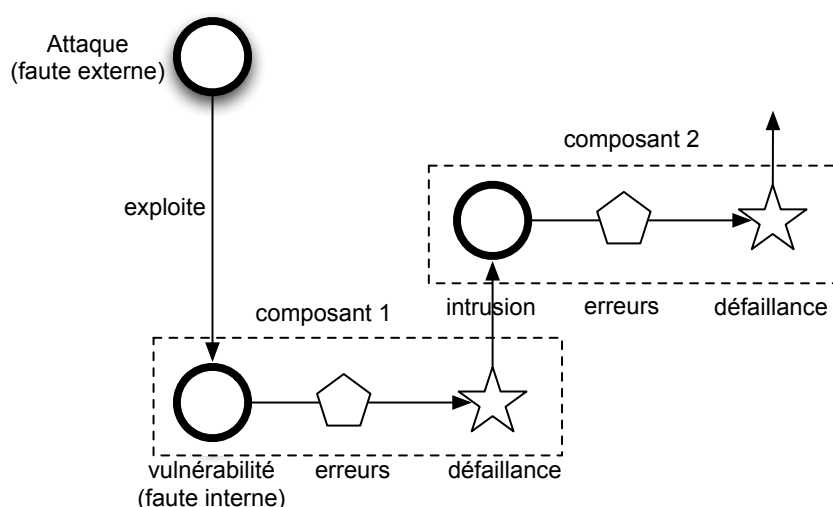 Attaque
(faute externe)
composant 2
exploite
intrusion
erreurs
défaillance
composant 1
vulnérabilité
(faute interne)
erreurs
défaillance